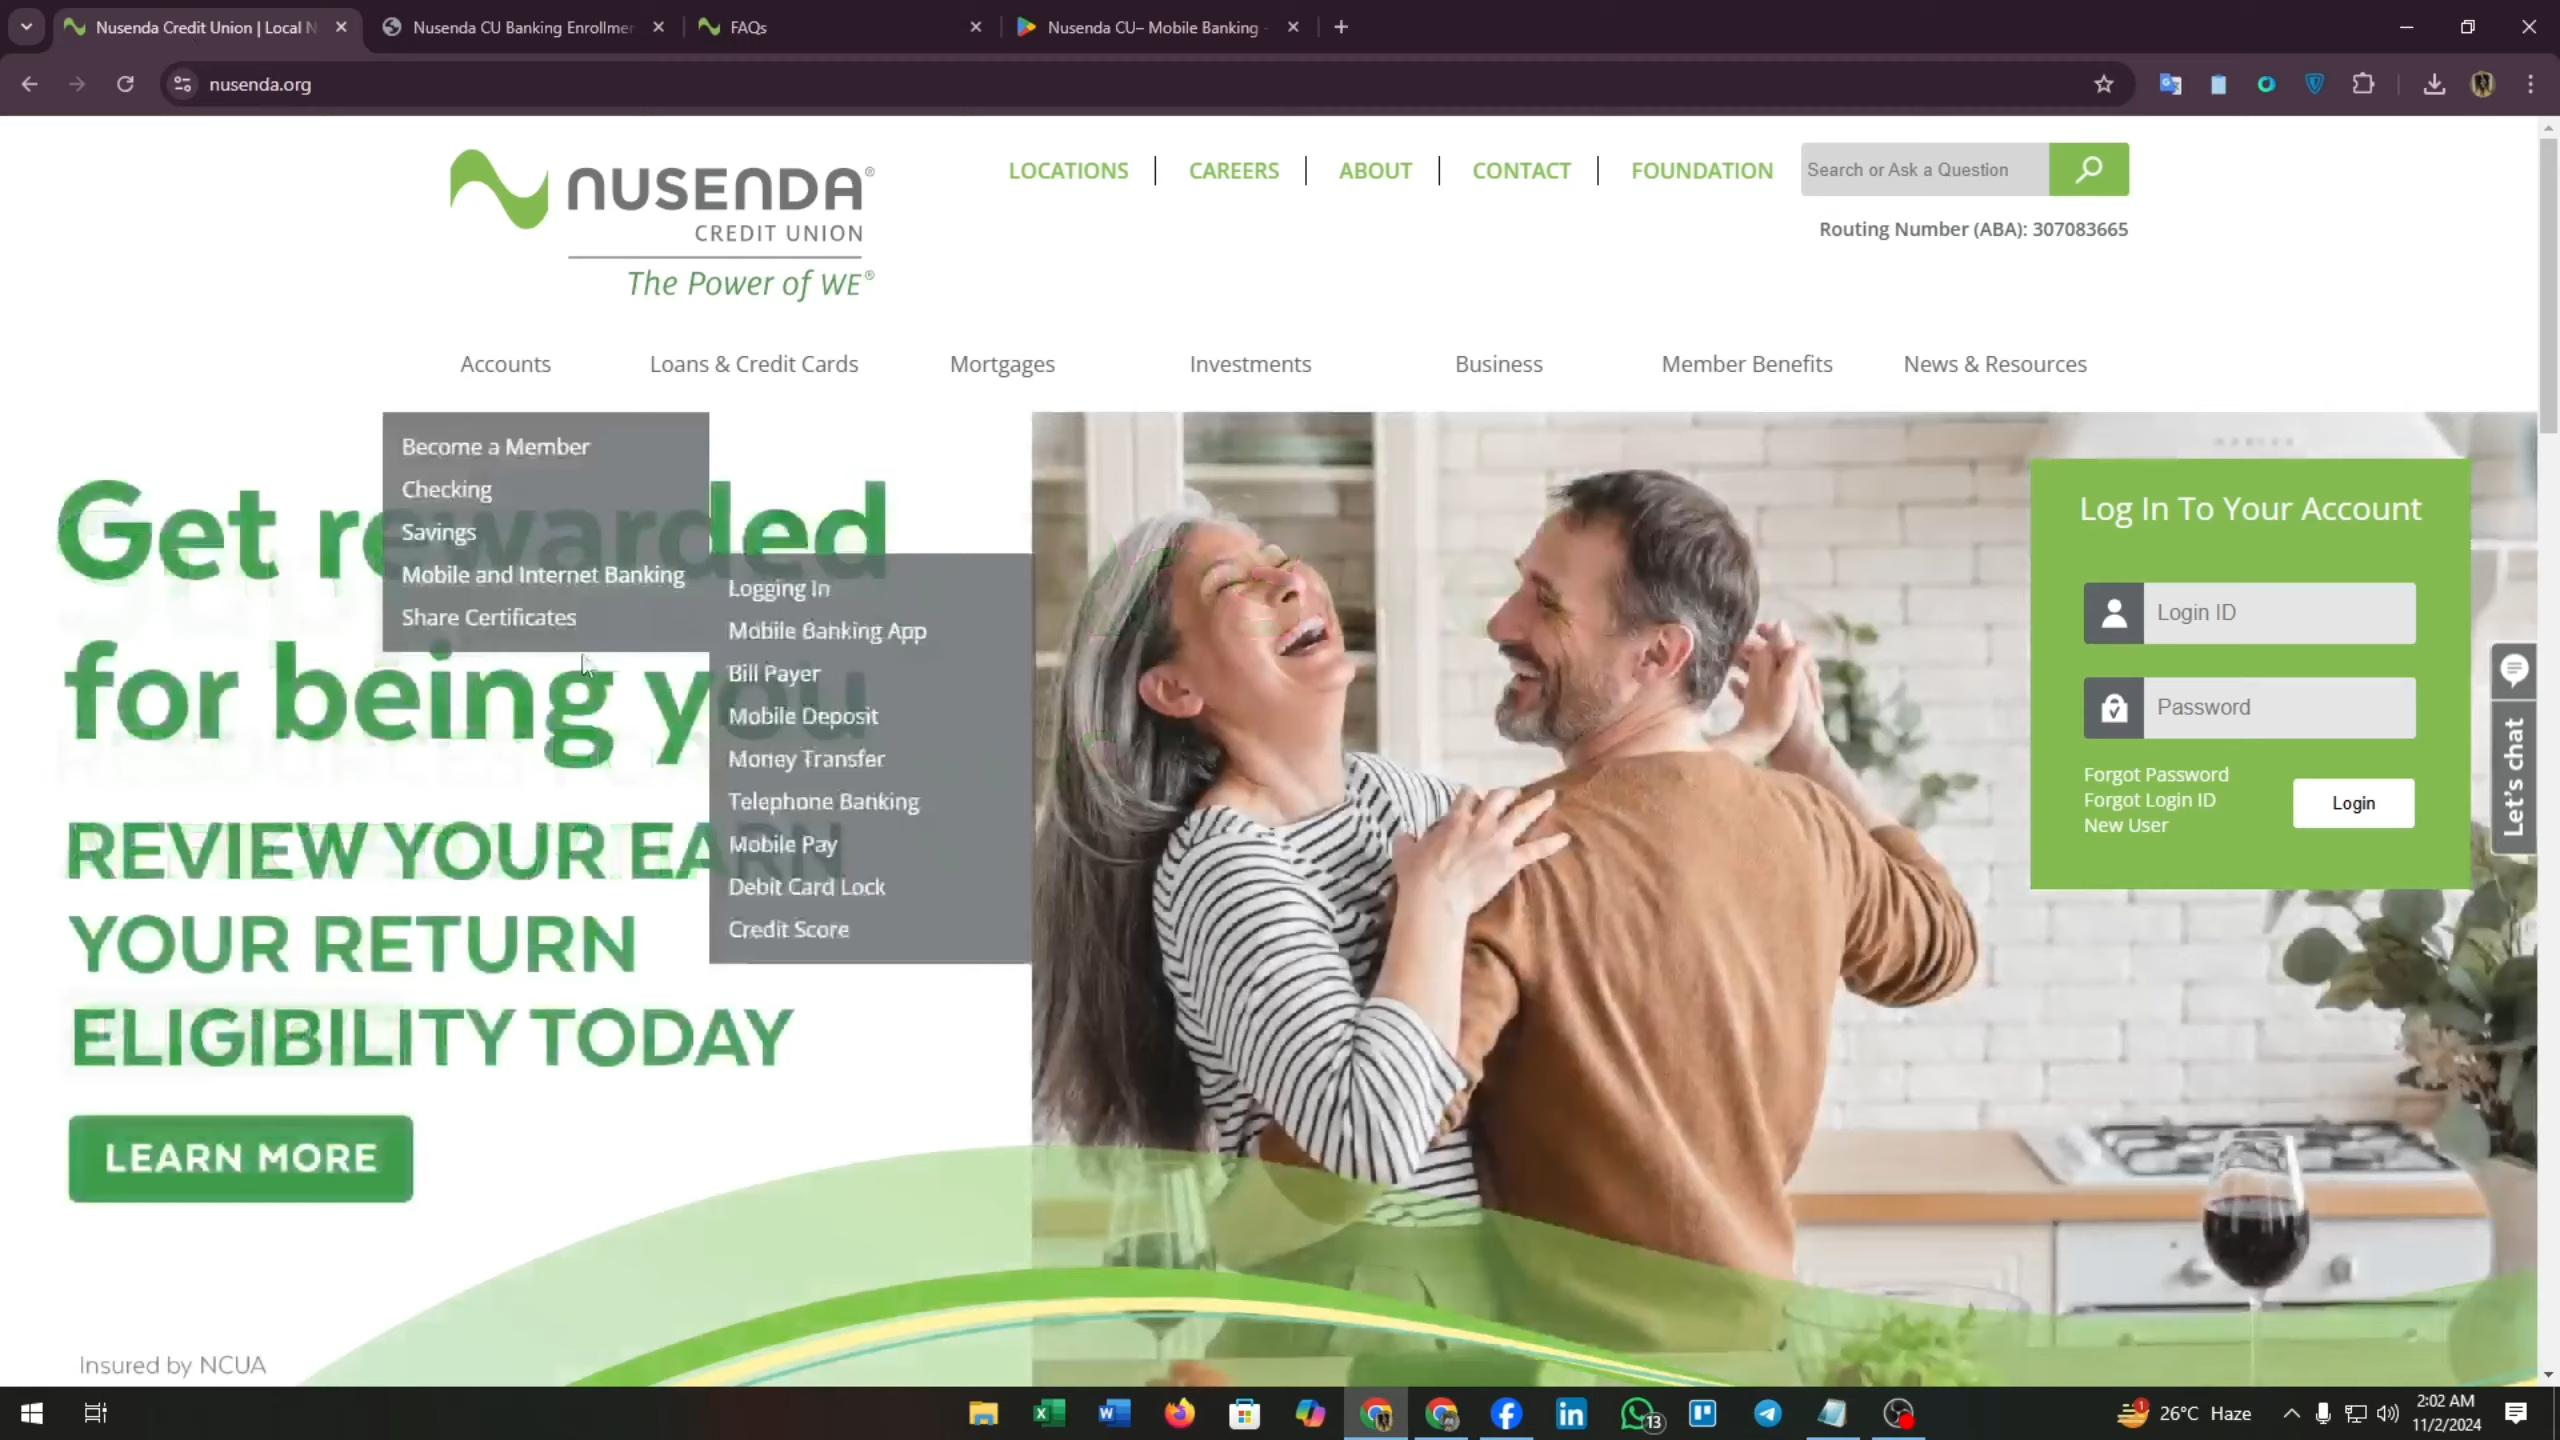 Nusenda Credit Union | Local N
Nusenda CU Banking Enrollmen
FAQs
Nusenda CU– Mobile Banking -
nusenda.org
NUSENDA®
CREDIT UNION
The Power of WE®
LOCATIONS
CAREERS
ABOUT
CONTACT
FOUNDATION
Search or Ask a Question
Routing Number (ABA): 307083665
Accounts
Loans & Credit Cards
Mortgages
Investments
Business
Member Benefits
News & Resources
Become a Member
Checking
Savings
Mobile and Internet Banking
Share Certificates
Logging In
Mobile Banking App
Bill Payer
Mobile Deposit
Money Transfer
Telephone Banking
Mobile Pay
Debit Card Lock
Credit Score
Get rewarded
for being you
REVIEW YOUR EARN
YOUR RETURN
ELIGIBILITY TODAY
LEARN MORE
Insured by NCUA
Log In To Your Account
Login ID
Password
Forgot Password
Forgot Login ID
New User
Login
Let's chat
13
1
26°C Haze
2:02 AM
11/2/2024